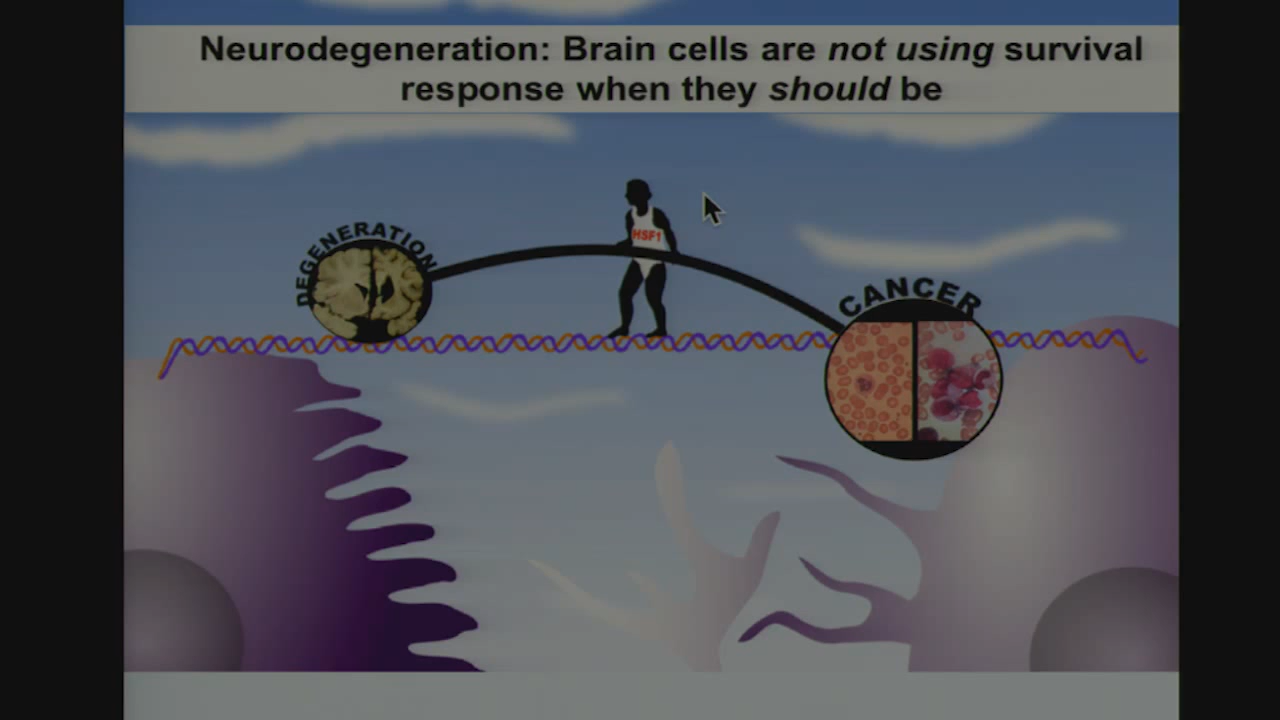 Neurodegeneration: Brain cells are not using survival
response when they should be
DEGENERATION
HSF1
CANCER